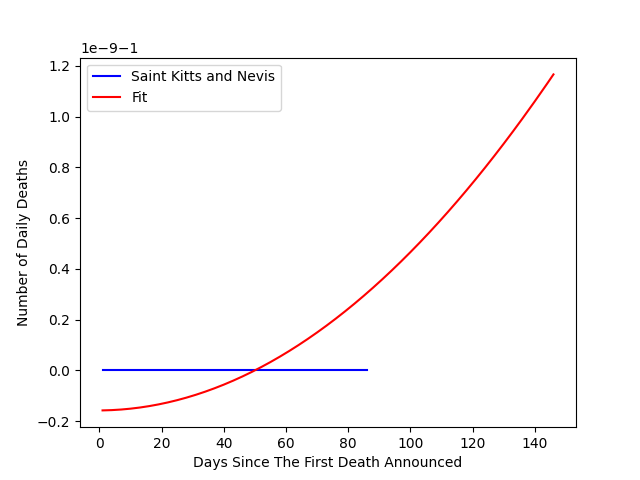 1e−9−1
1.2
1.0
0.8
0.6
0.4
0.2
0.0
−0.2
Number of Daily Deaths
Saint Kitts and Nevis
Fit
0 20 40 60 80 100 120 140
Days Since The First Death Announced